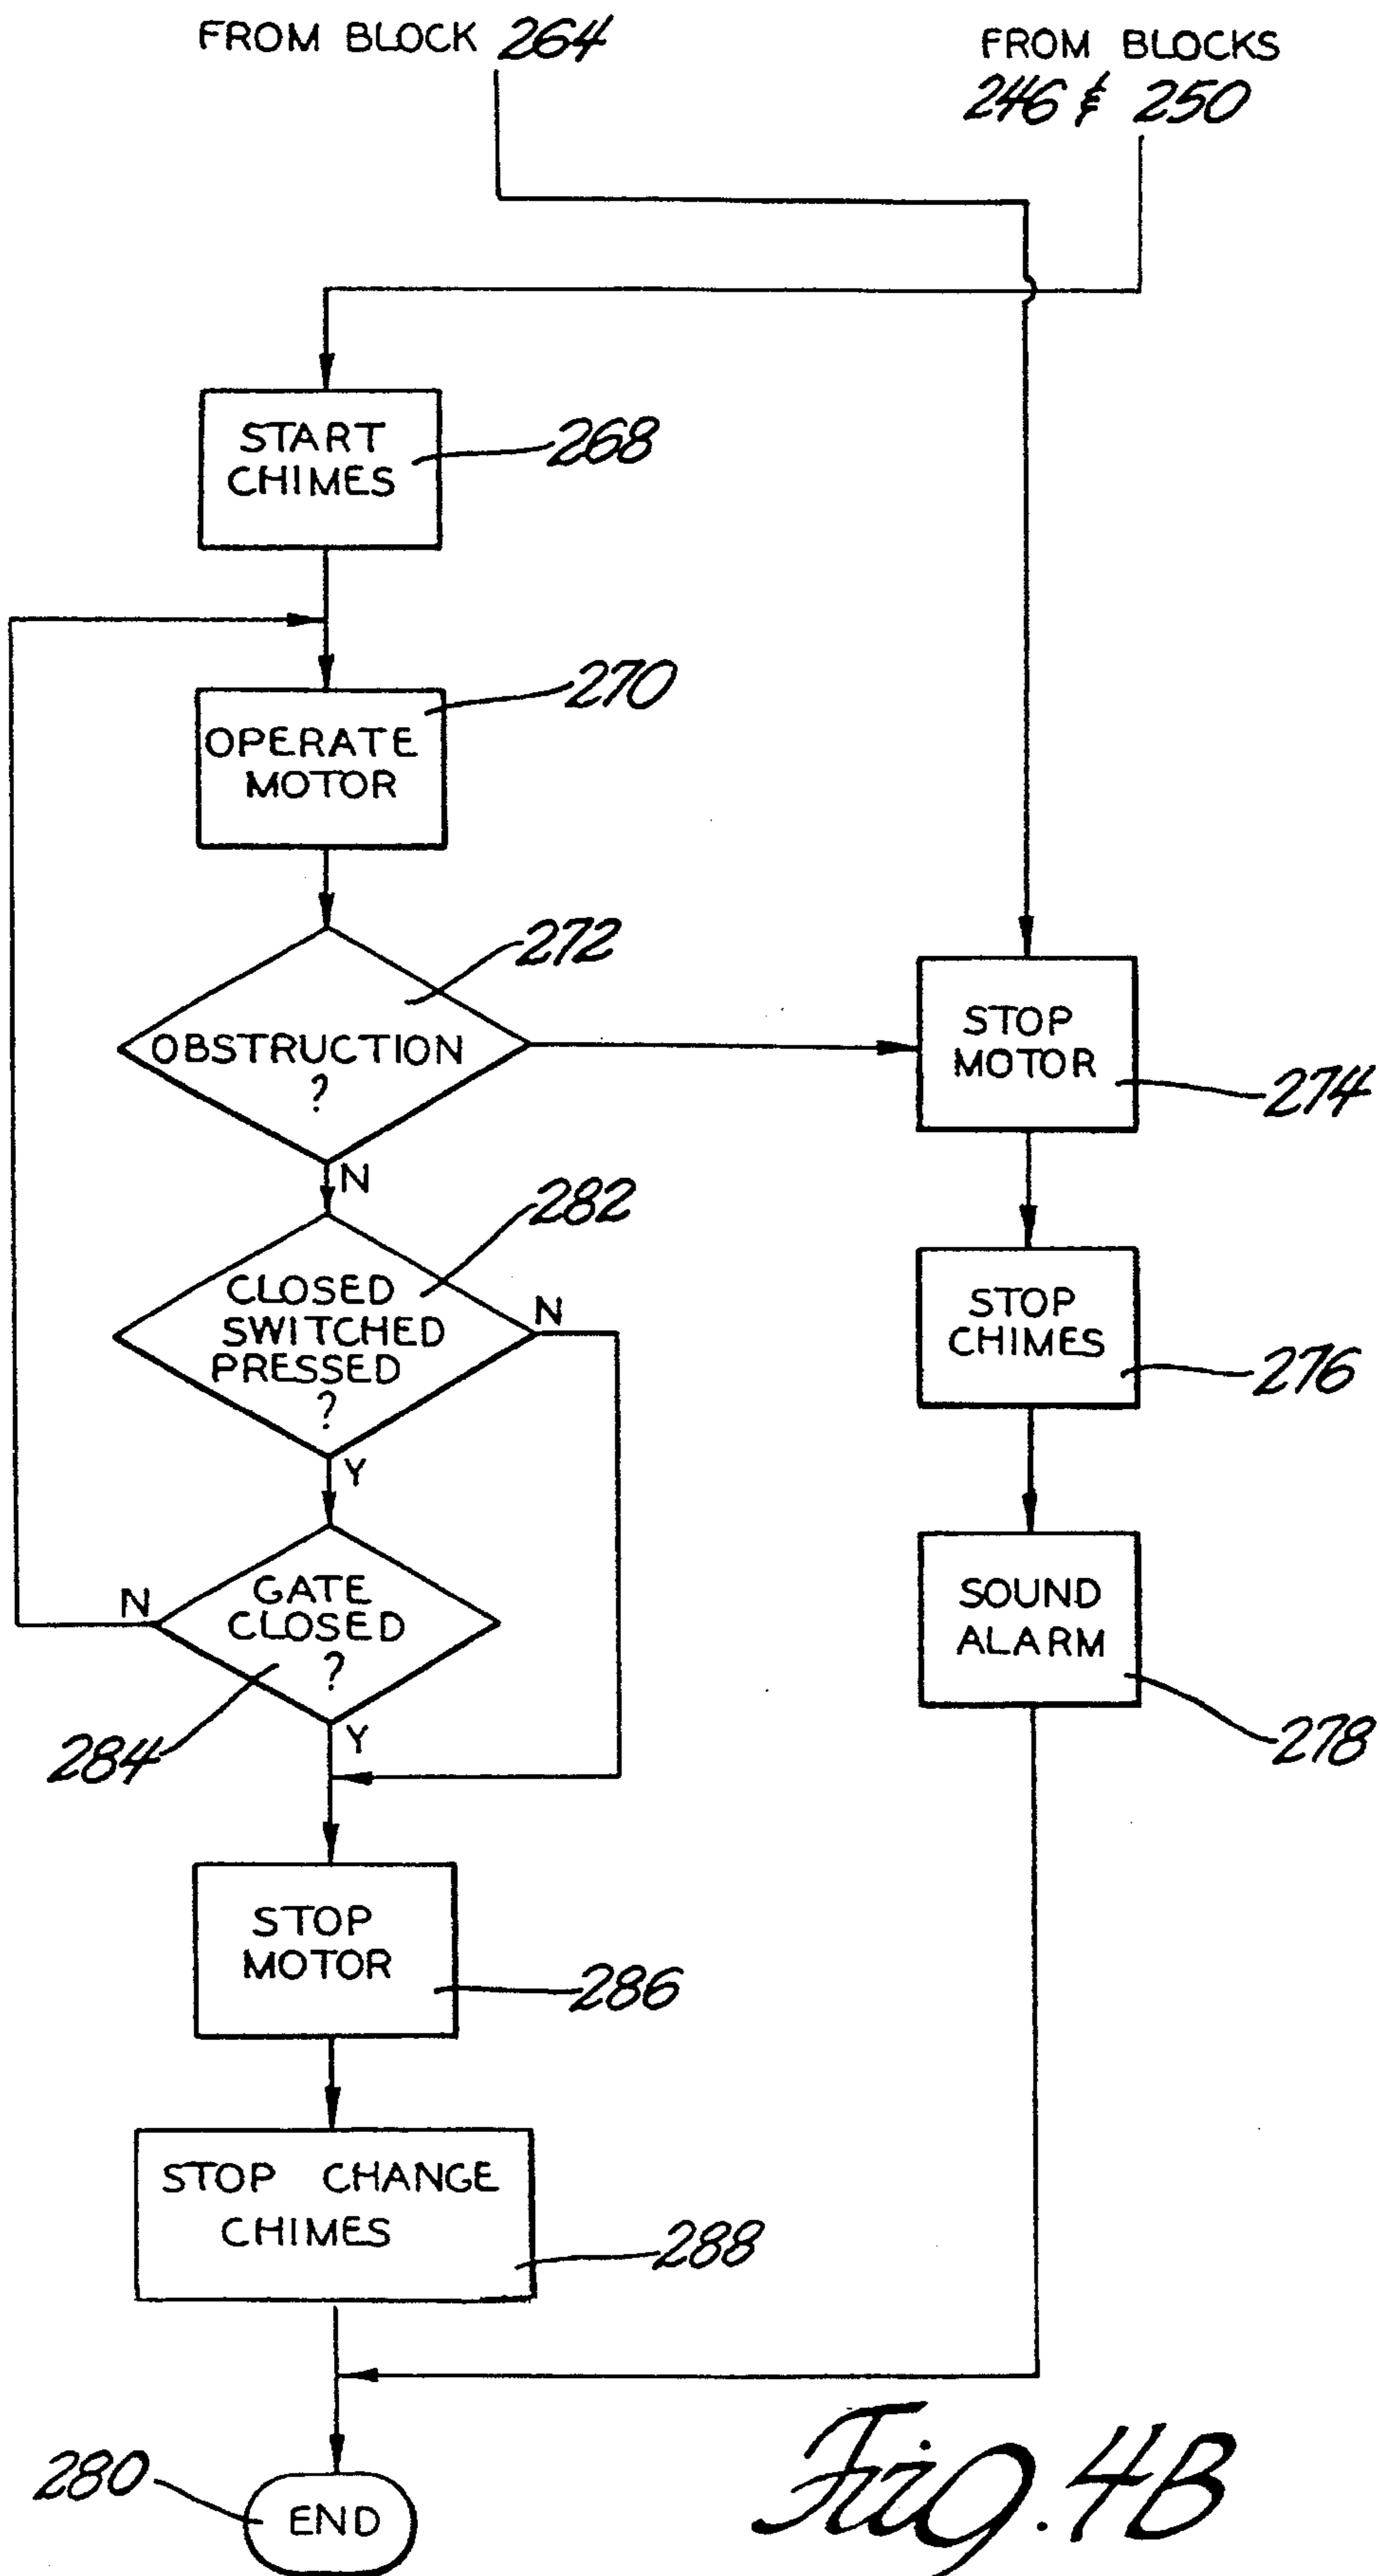 FROM BLOCK 264
FROM BLOCKS
246 & 250
START
CHIMES
268
OPERATE
MOTOR
270
OBSTRUCTION
?
272
N
STOP
MOTOR
274
CLOSED
SWITCHED
PRESSED
?
282
N
Y
STOP
CHIMES
276
GATE
CLOSED
?
N
284
Y
SOUND
ALARM
278
STOP
MOTOR
286
STOP CHANGE
CHIMES
288
280
END
Fig. 4B